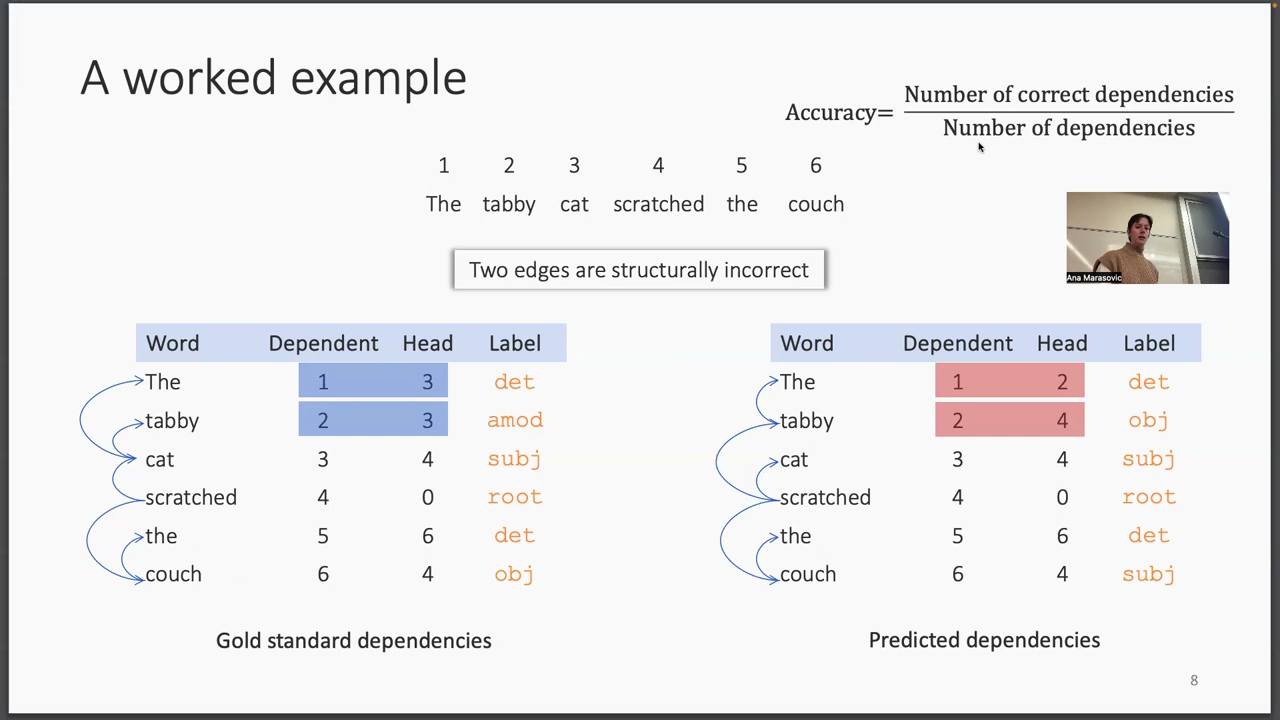 A worked example
Accuracy= Number of correct dependencies
Number of dependencies
1 2 3 4 5 6
The tabby cat scratched the couch
Ana Marasovic
Two edges are structurally incorrect
Word Dependent Head Label
The 1 3 det
tabby 2 3 amod
cat 3 4 subj
scratched 4 0 root
the 5 6 det
couch 6 4 obj
Gold standard dependencies
Word Dependent Head Label
The 1 2 det
tabby 2 4 obj
cat 3 4 subj
scratched 4 0 root
the 5 6 det
couch 6 4 subj
Predicted dependencies
8